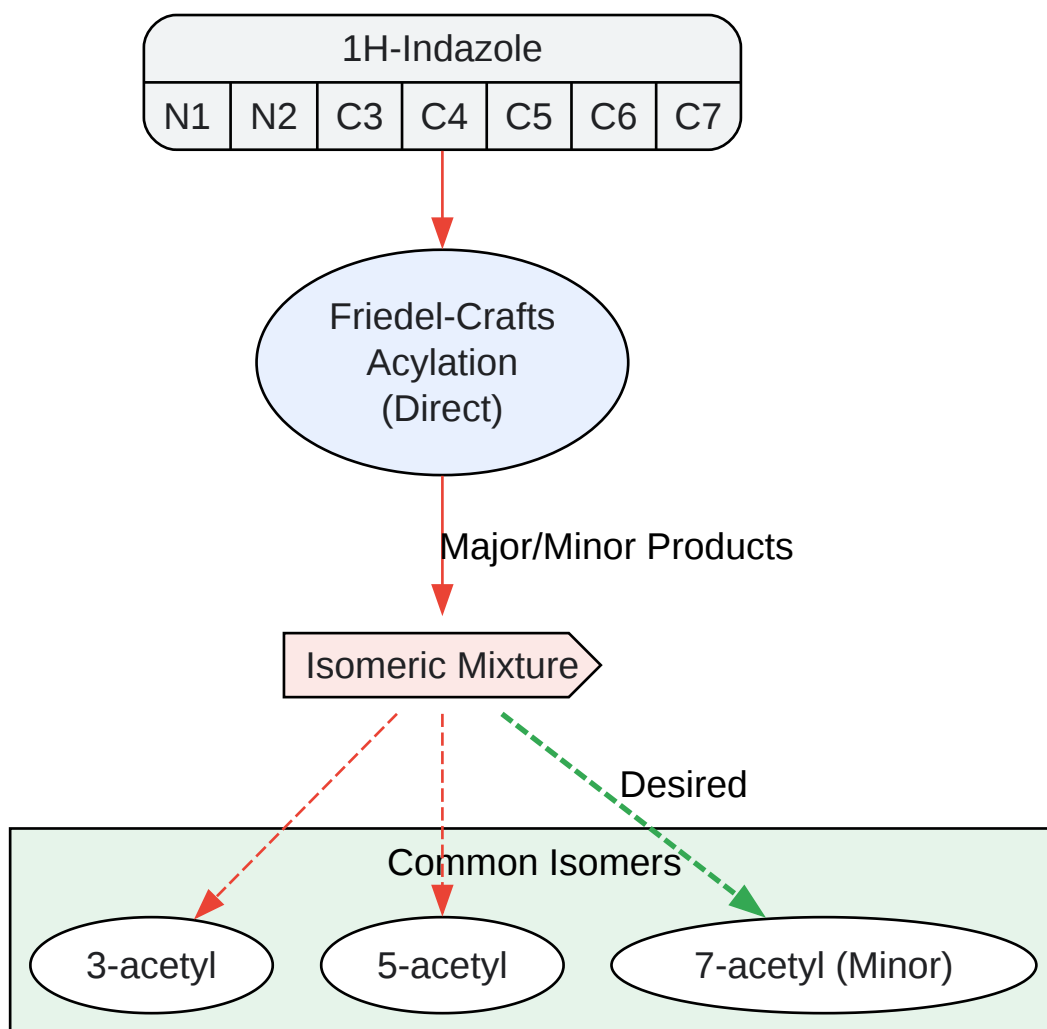 1H-Indazole
N1 N2 C3 C4 C5 C6 C7
Friedel-Crafts
Acylation
(Direct)
Major/Minor Products
Isomeric Mixture
Desired
Common Isomers
3-acetyl 5-acetyl 7-acetyl (Minor)